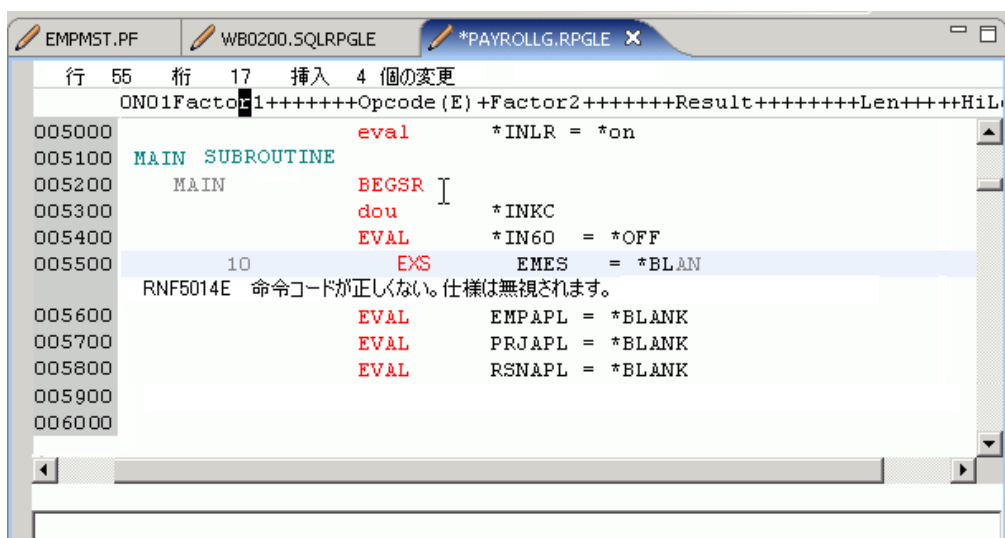 EMPMST.PF WB0200.SQLRPGLE *PAYROLLG.RPGLE
行 55 桁 17 挿入 4 個の変更
0N01Factor1+++++++Opcode(E)+Factor2+++++++Result++++++++Len+++++HiL
005000 eval *INLR = *on
005100 MAIN SUBROUTINE
005200 MAIN BEGSR
005300 dou *INKC
005400 EVAL *IN60 = *OFF
005500 10 EXS EMES = *BLAN
RNF5014E 命令コードが正しくない。仕様は無視されます。
005600 EVAL EMPAPL = *BLANK
005700 EVAL PRJAPL = *BLANK
005800 EVAL RSNAPL = *BLANK
005900
006000